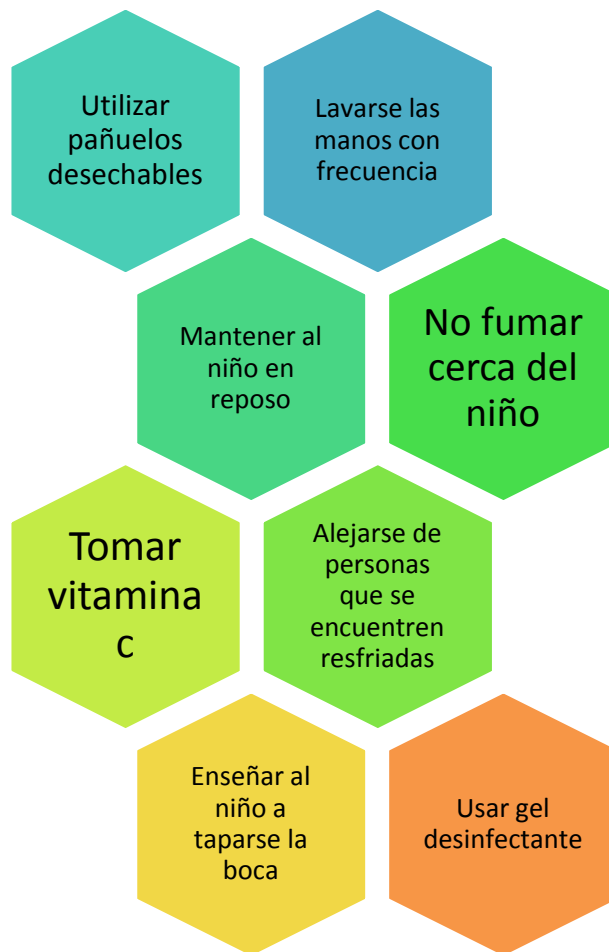 Utilizar
pañuelos
desechables
Lavarse las
manos con
frecuencia
Mantener al
niño en
reposo
No fumar
cerca del
niño
Tomar
vitamina
c
Alejarse de
personas
que se
encuentren
resfriadas
Enseñar al
niño a
taparse la
boca
Usar gel
desinfectante